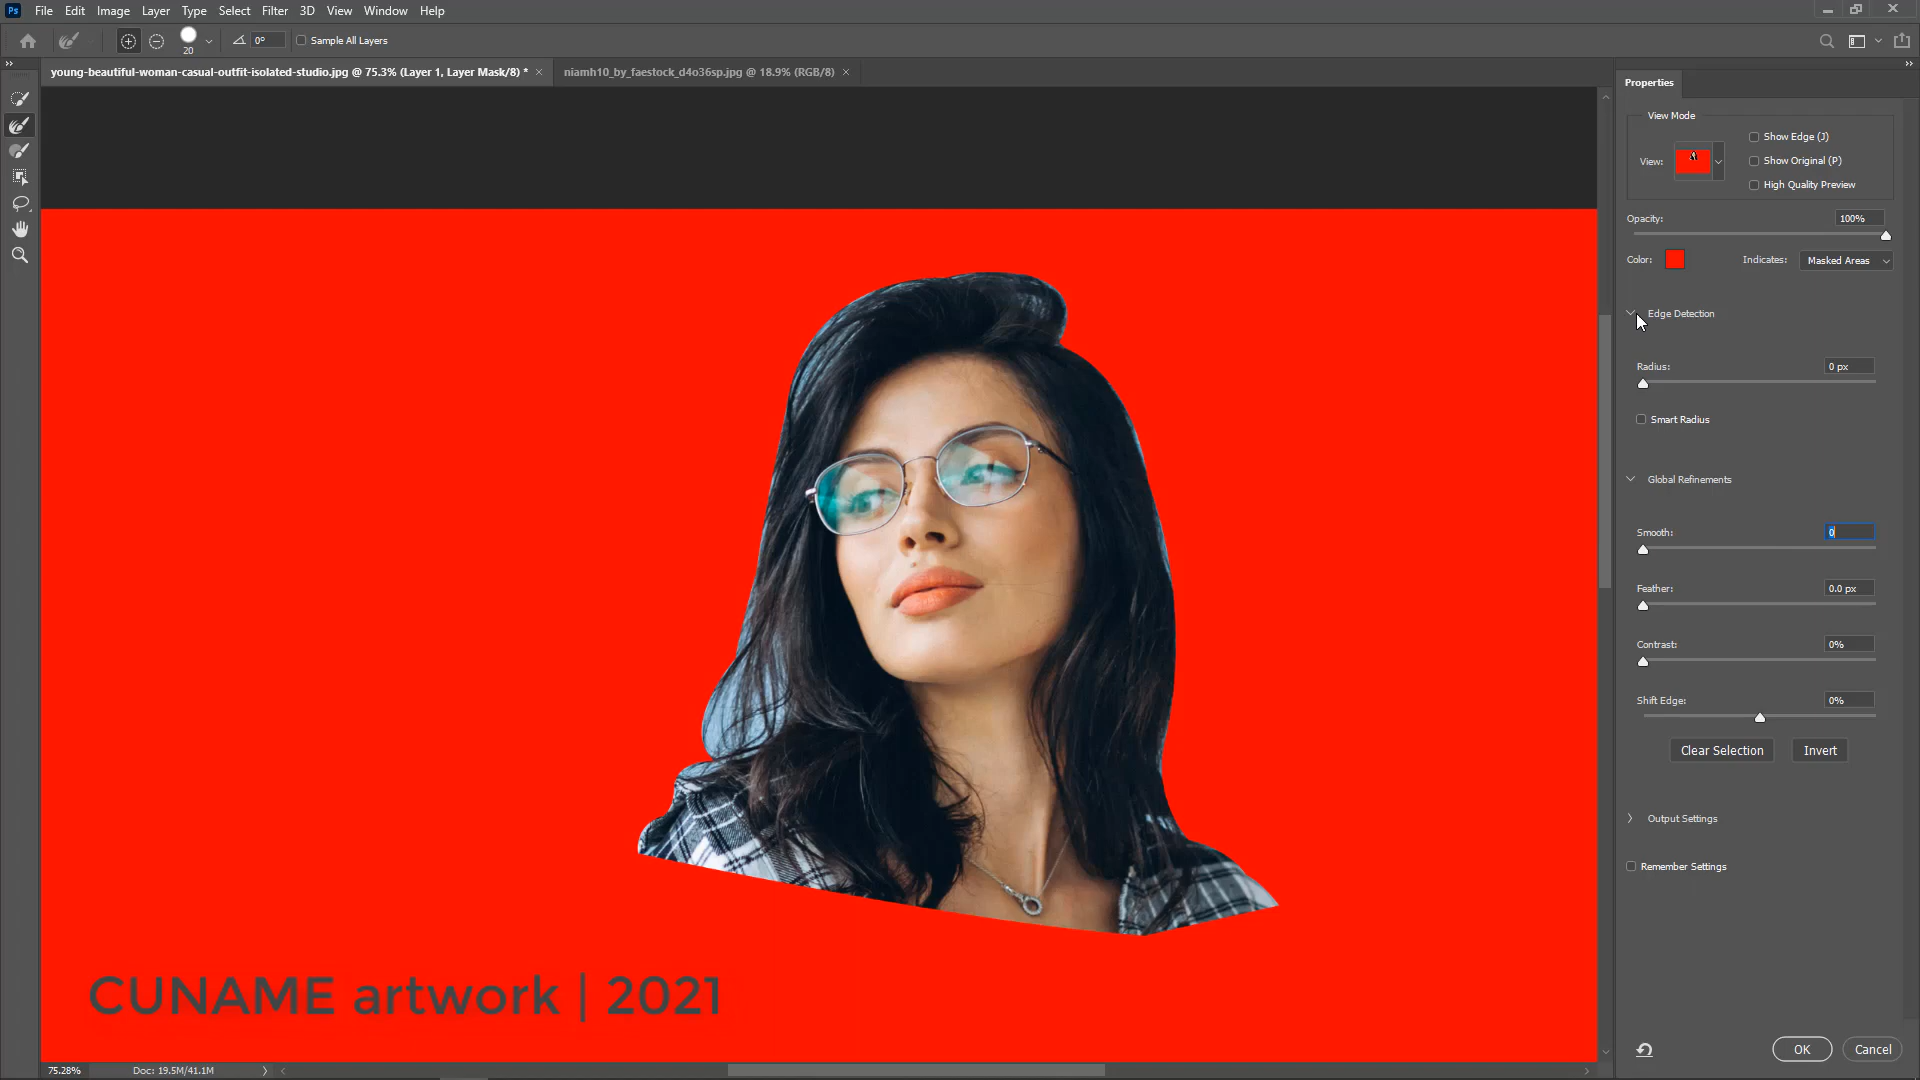 Ps File Edit Image Layer Type Select Filter 3D View Window Help
20 0° Sample All Layers
young-beautiful-woman-casual-outfit-isolated-studio.jpg @ 75.3% (Layer 1, Layer Mask/8) * × niamh10_by_faestock_d4o36sp.jpg @ 18.9% (RGB/8) ×
Properties
View Mode
Show Edge (J)
View: Show Original (P)
High Quality Preview
Opacity: 100%
Color: Indicates: Masked Areas
Edge Detection
Radius: 0 px
Smart Radius
Global Refinements
Smooth: 0
Feather: 0.0 px
Contrast: 0%
Shift Edge: 0%
Clear Selection Invert
Output Settings
Remember Settings
CUNAME artwork | 2021
OK Cancel
75.28% Doc: 19.5M/41.1M